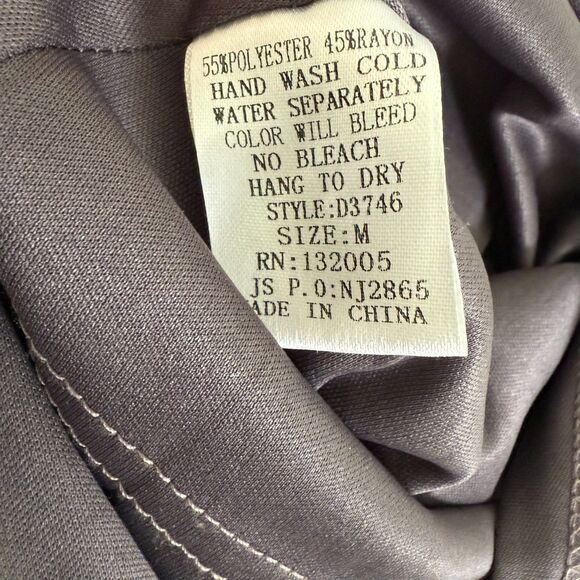 55%POLYESTER 45%RAYON
HAND WASH COLD
WATER SEPARATELY
COLOR WILL BLEED
NO BLEACH
HANG TO DRY
STYLE:D3746
SIZE:M
RN:132005
JS P.O:NJ2865
MADE IN CHINA